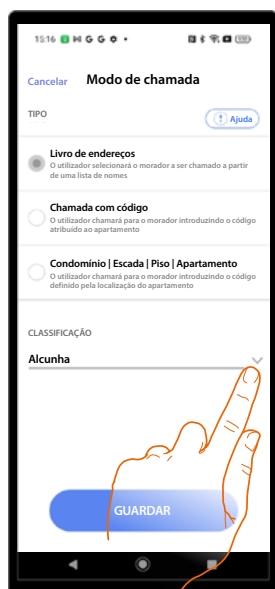 15:16 G G
Cancelar Modo de chamada
TIPO
Ajuda
Livro de endereços
O utilizador selecionará o morador a ser chamado a partir
de uma lista de nomes
Chamada com código
O utilizador chamará para o morador introduzindo o código
atribuído ao apartamento
Condomínio | Escada | Piso | Apartamento
O utilizador chamará para o morador introduzindo o código
definido pela localização do apartamento
CLASSIFICAÇÃO
Alcunha
GUARDAR